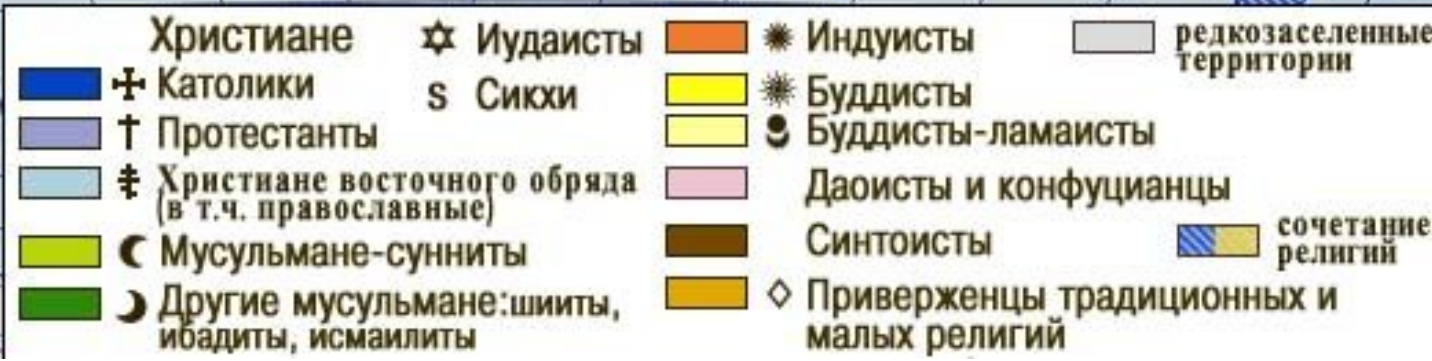 Христиане
Католики
Протестанты
Христиане восточного обряда
(в т.ч. православные)
Мусульмане-сунниты
Другие мусульмане:шииты,
ибадиты, исмаилиты
Иудаисты
S Сикхи
Индуисты
Буддисты
Буддисты-ламаисты
Даоисты и конфуцианцы
Синтоисты
Приверженцы традиционных и
малых религий
редкозаселенные
территории
сочетание
религий